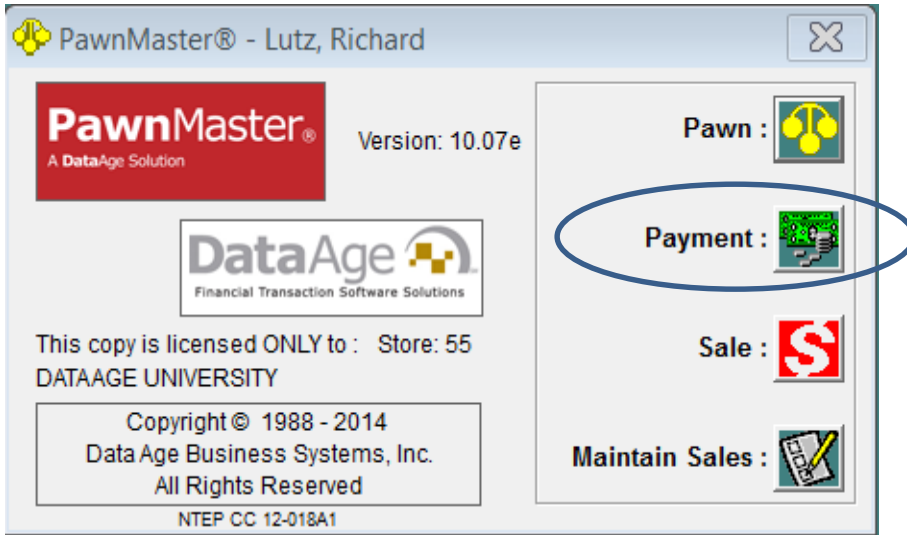 PawnMaster® - Lutz, Richard
PawnMaster®
A DataAge Solution
Version: 10.07e
DataAge
Financial Transaction Software Solutions
This copy is licensed ONLY to : Store: 55
DATAAGE UNIVERSITY
Copyright © 1988 - 2014
Data Age Business Systems, Inc.
All Rights Reserved
NTEP CC 12-018A1
Pawn :
Payment :
Sale :
Maintain Sales :